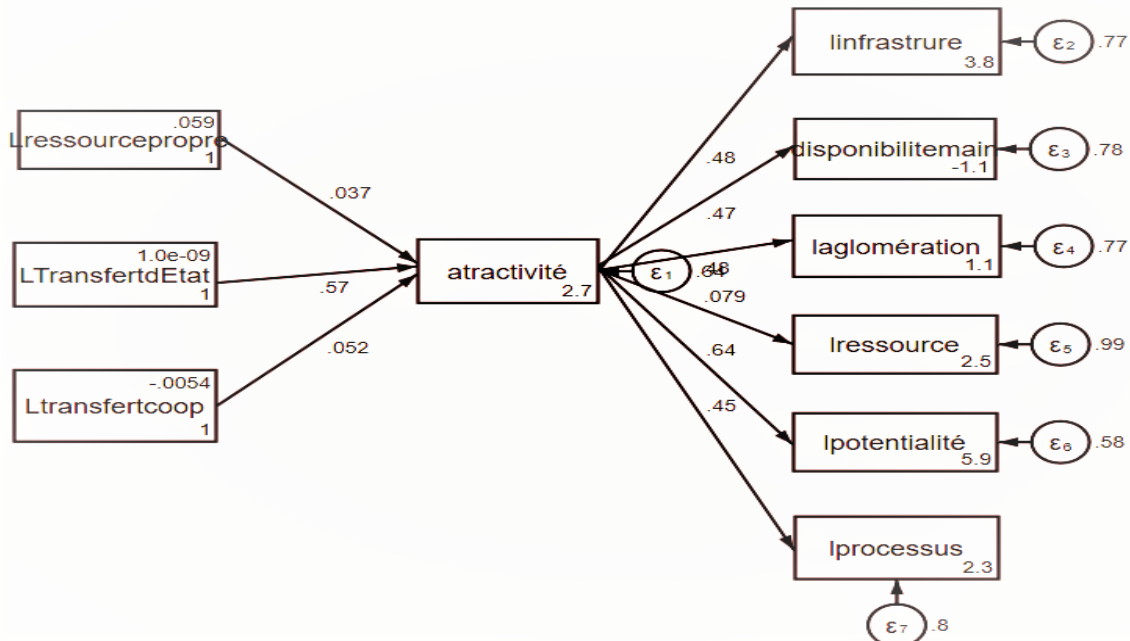 .059
Lressourcepropre
1
1.0e-09
LTransfertdEtat
1
-.0054
Ltransfertcoop
1
.037
.57
.052
atractivité
2.7
ε₁
.64
.48
.47
.48
.079
.64
.45
linfrastrure
3.8
ε₂ .77
disponibilitemain
-1.1
ε₃ .78
laglomération
1.1
ε₄ .77
lressource
2.5
ε₅ .99
lpotentialité
5.9
ε₆ .58
lprocessus
2.3
ε₇ .8